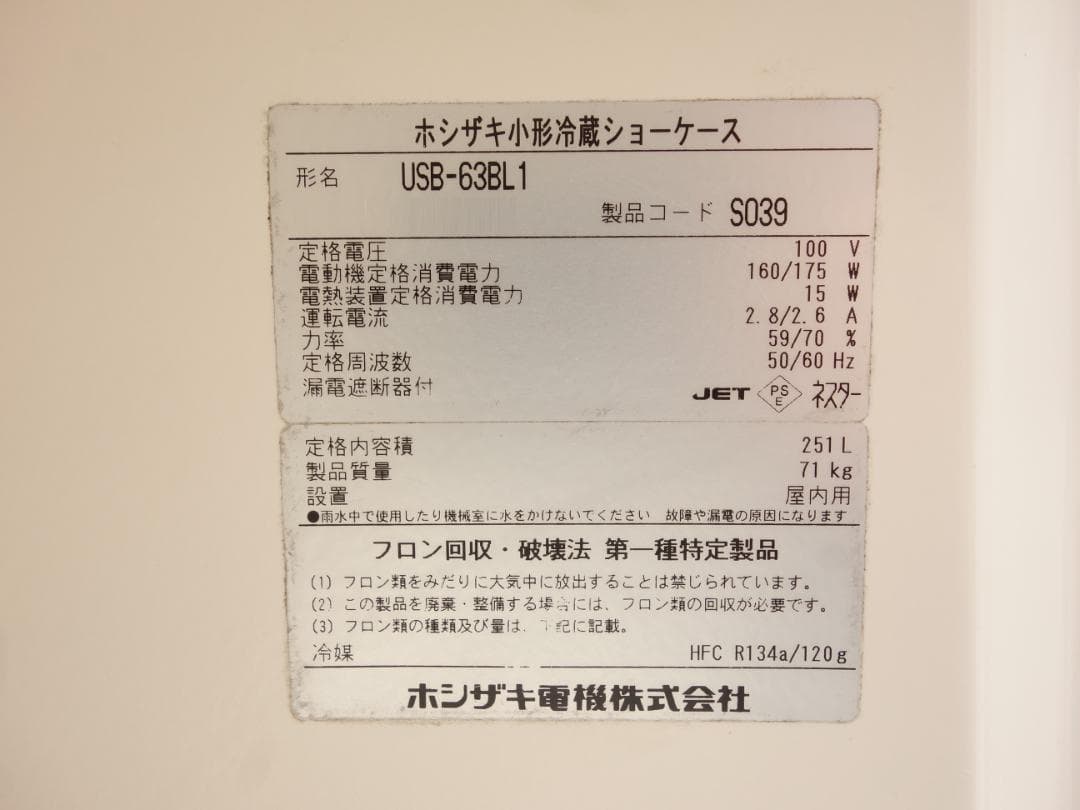 ホシザキ小形冷蔵ショーケース
形名 USB-63BL1
製品コード S039
定格電圧 100 V
電動機定格消費電力 160/175 W
電熱装置定格消費電力 15 W
運転電流 2.8/2.6 A
力率 59/70 %
定格周波数 50/60 Hz
漏電遮断器付 JET PS E ネスター
定格内容積 251 L
製品質量 71 kg
設置 屋内用
●雨水中で使用したり機械室に水をかけないでください 故障や漏電の原因になります
フロン回収・破壊法 第一種特定製品
(1) フロン類をみだりに大気中に放出することは禁じられています。
(2) この製品を廃棄・整備する場合には、フロン類の回収が必要です。
(3) フロン類の種類及び量は、下記に記載。
冷媒 HFC R134a/120g
ホシザキ電機株式会社